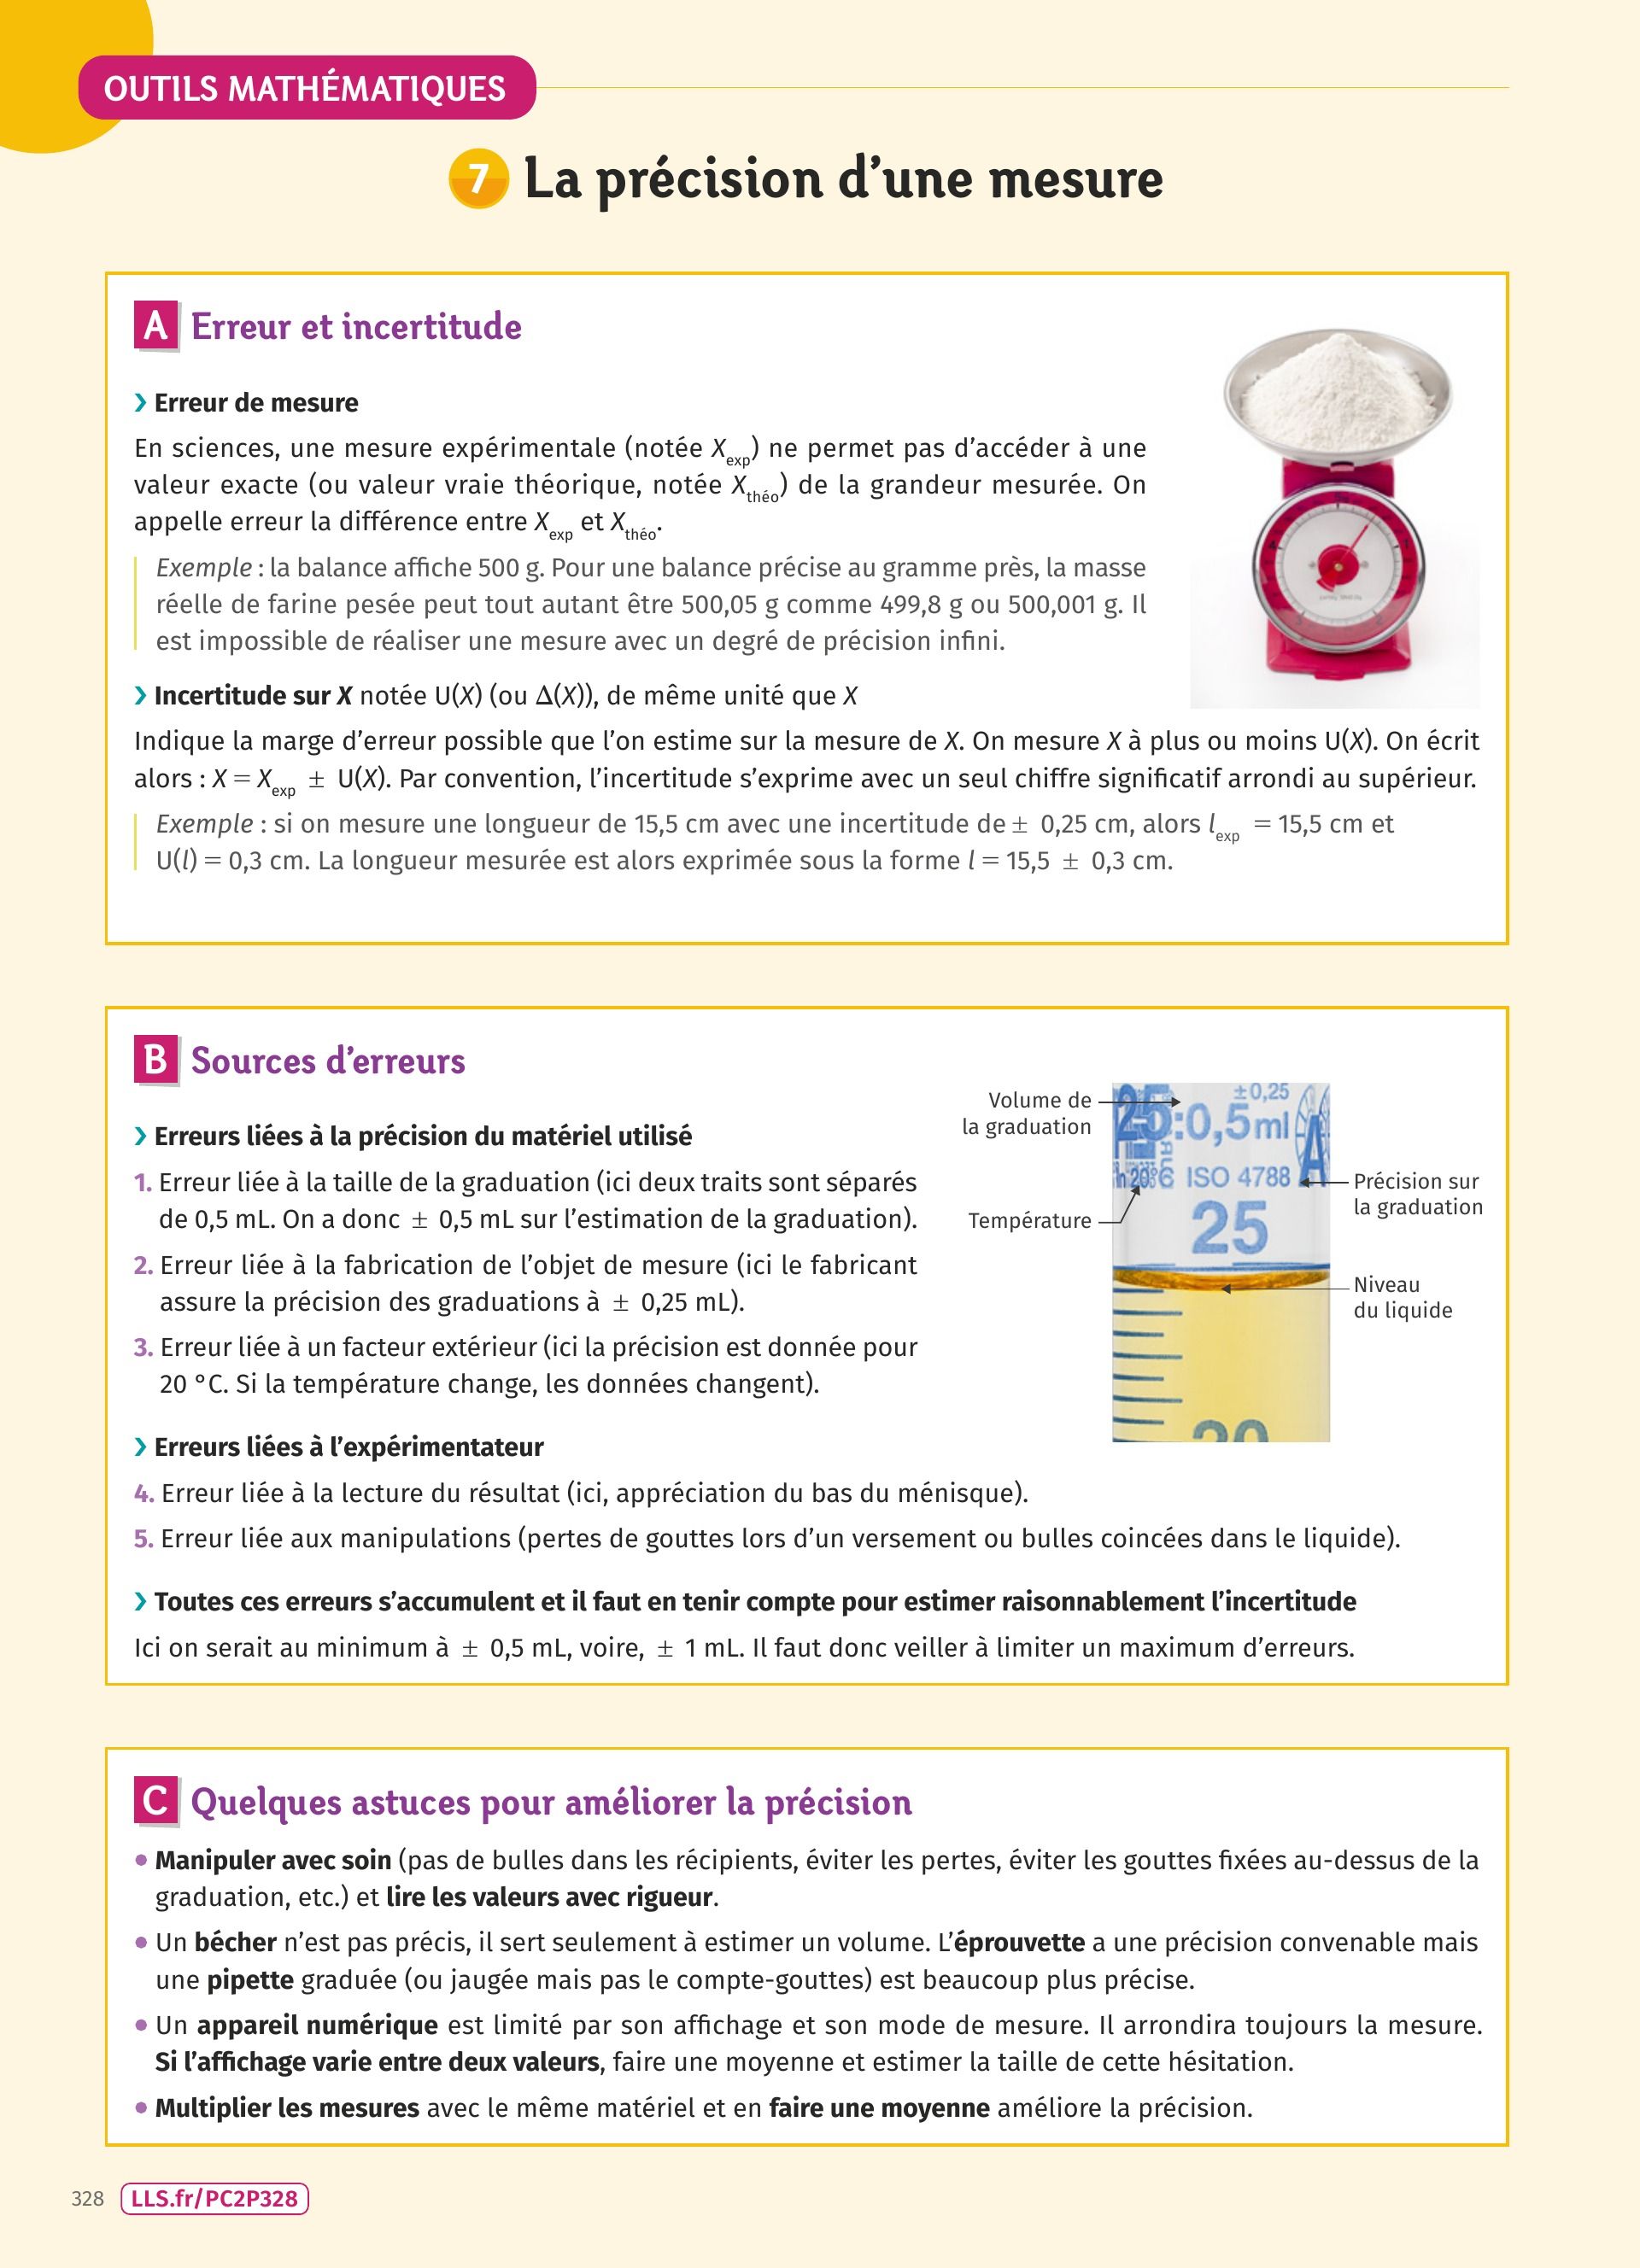 OUTILS MATHÉMATIQUES
7 La précision d’une mesure
A Erreur et incertitude
› Erreur de mesure
En sciences, une mesure expérimentale (notée Xexp) ne permet pas d’accéder à une
valeur exacte (ou valeur vraie théorique, notée Xthéo) de la grandeur mesurée. On
appelle erreur la différence entre Xexp et Xthéo.
Exemple : la balance affiche 500 g. Pour une balance précise au gramme près, la masse
réelle de farine pesée peut tout autant être 500,05 g comme 499,8 g ou 500,001 g. Il
est impossible de réaliser une mesure avec un degré de précision infini.
› Incertitude sur X notée U(X) (ou Δ(X)), de même unité que X
Indique la marge d’erreur possible que l’on estime sur la mesure de X. On mesure X à plus ou moins U(X). On écrit
alors : X = Xexp ± U(X). Par convention, l’incertitude s’exprime avec un seul chiffre significatif arrondi au supérieur.
Exemple : si on mesure une longueur de 15,5 cm avec une incertitude de ± 0,25 cm, alors lexp = 15,5 cm et
U(l) = 0,3 cm. La longueur mesurée est alors exprimée sous la forme l = 15,5 ± 0,3 cm.
B Sources d’erreurs
› Erreurs liées à la précision du matériel utilisé
1. Erreur liée à la taille de la graduation (ici deux traits sont séparés
de 0,5 mL. On a donc ± 0,5 mL sur l’estimation de la graduation).
2. Erreur liée à la fabrication de l’objet de mesure (ici le fabricant
assure la précision des graduations à ± 0,25 mL).
3. Erreur liée à un facteur extérieur (ici la précision est donnée pour
20 °C. Si la température change, les données changent).
Volume de
la graduation
Température
±0,25
25:0,5ml
A
ISO 4788
25
20
Précision sur
la graduation
Niveau
du liquide
› Erreurs liées à l’expérimentateur
4. Erreur liée à la lecture du résultat (ici, appréciation du bas du ménisque).
5. Erreur liée aux manipulations (pertes de gouttes lors d’un versement ou bulles coincées dans le liquide).
› Toutes ces erreurs s’accumulent et il faut en tenir compte pour estimer raisonnablement l’incertitude
Ici on serait au minimum à ± 0,5 mL, voire, ± 1 mL. Il faut donc veiller à limiter un maximum d’erreurs.
C Quelques astuces pour améliorer la précision
• Manipuler avec soin (pas de bulles dans les récipients, éviter les pertes, éviter les gouttes fixées au-dessus de la
graduation, etc.) et lire les valeurs avec rigueur.
• Un bécher n’est pas précis, il sert seulement à estimer un volume. L’éprouvette a une précision convenable mais
une pipette graduée (ou jaugée mais pas le compte-gouttes) est beaucoup plus précise.
• Un appareil numérique est limité par son affichage et son mode de mesure. Il arrondira toujours la mesure.
Si l’affichage varie entre deux valeurs, faire une moyenne et estimer la taille de cette hésitation.
• Multiplier les mesures avec le même matériel et en faire une moyenne améliore la précision.
328 LLS.fr/PC2P328